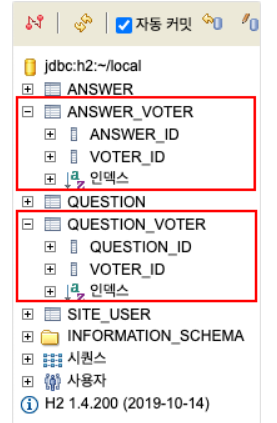 자동 커밋
jdbc:h2:~/local
ANSWER
ANSWER_VOTER
ANSWER_ID
VOTER_ID
인덱스
QUESTION
QUESTION_VOTER
QUESTION_ID
VOTER_ID
인덱스
SITE_USER
INFORMATION_SCHEMA
시퀀스
사용자
H2 1.4.200 (2019-10-14)